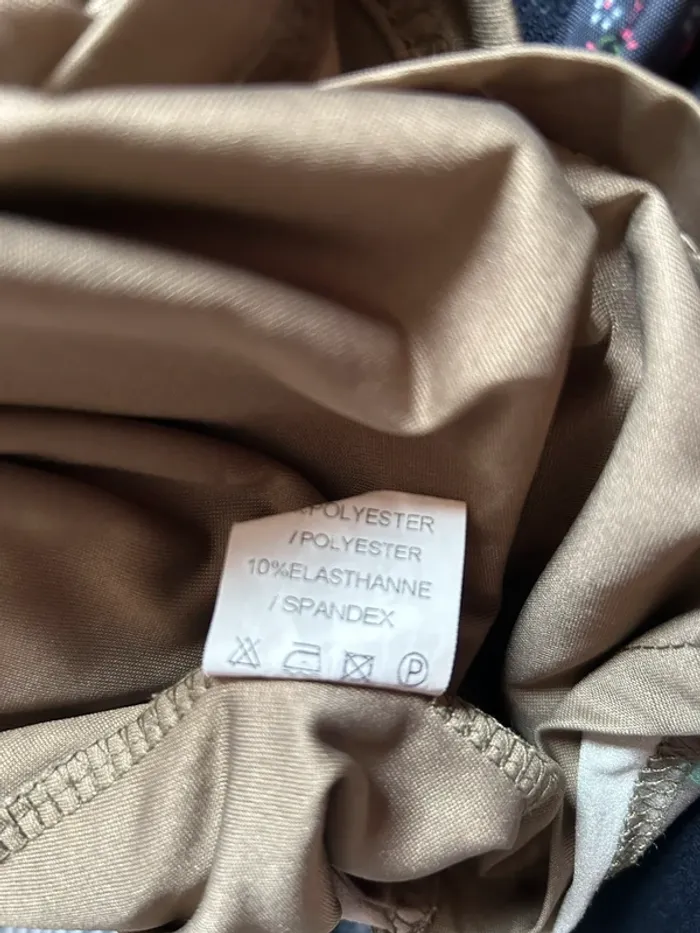 POLYESTER
/POLYESTER
10%ELASTHANNE
/SPANDEX
P